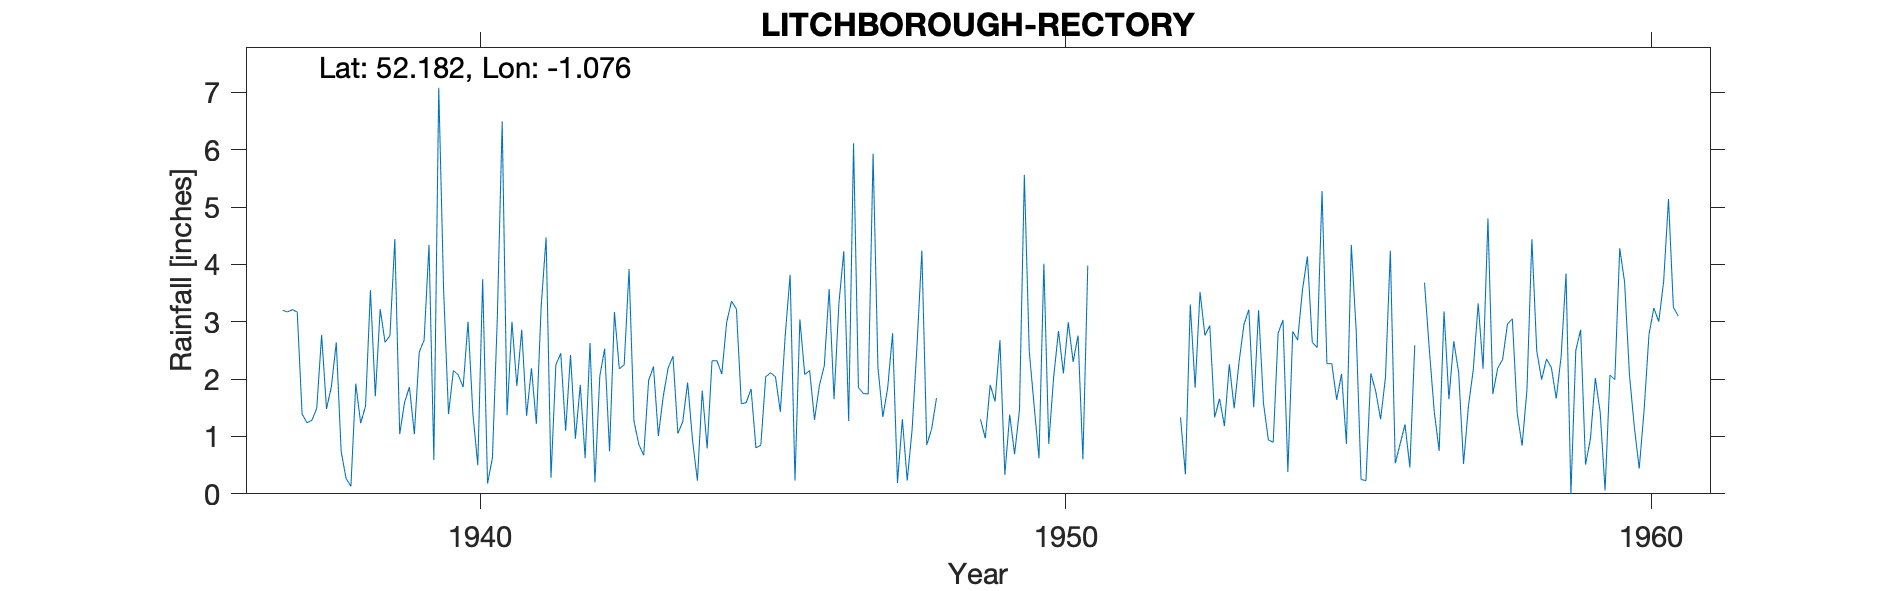 LITCHBOROUGH-RECTORY
Lat: 52.182, Lon: -1.076
7
6
5
4
3
2
1
0
Rainfall [inches]
1940 1950 1960
Year